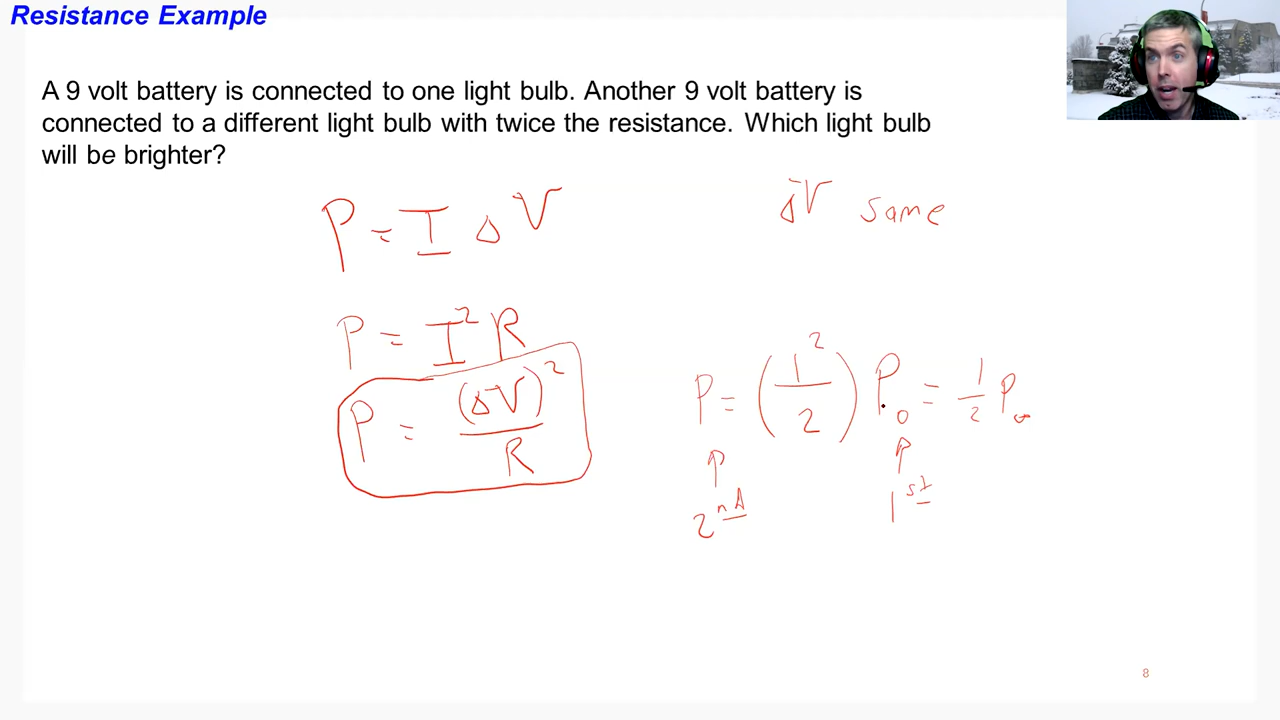 Resistance Example
A 9 volt battery is connected to one light bulb. Another 9 volt battery is
connected to a different light bulb with twice the resistance. Which light bulb
will be brighter?
P = I ΔV
ΔV same
P = I² R
P = (ΔV)² / R
P = (1² / 2) P₀ = 1/2 P₀
↑ ↑
2nd 1st
8